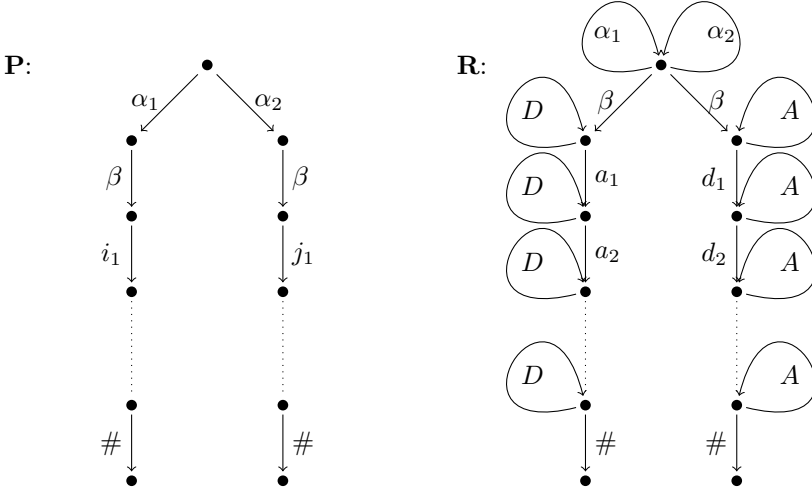 α₁ α₂
P: R:
α₁ α₂ β β
D A
β β a₁ d₁
D A
i₁ j₁ a₂ d₂
D A
D A
# # # #